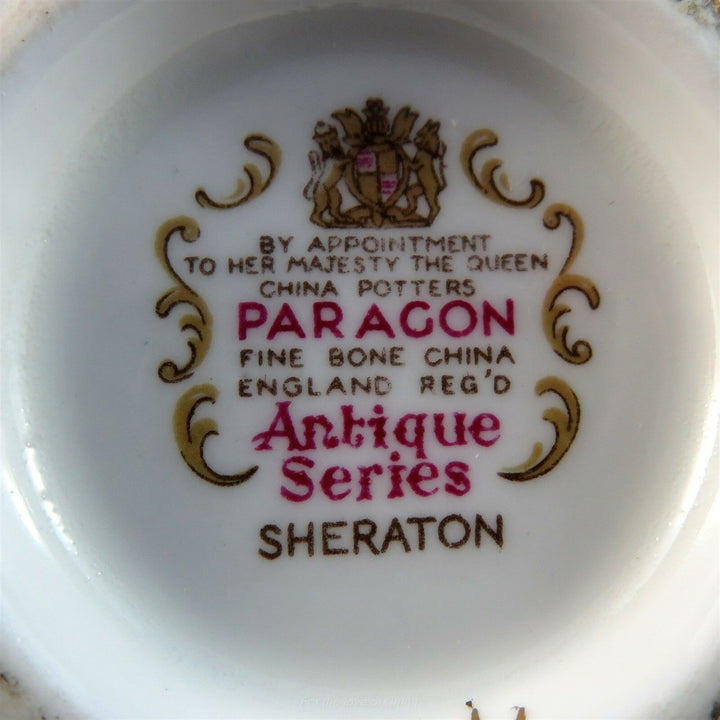 BY APPOINTMENT
TO HER MAJESTY THE QUEEN
CHINA POTTERS
PARAGON
FINE BONE CHINA
ENGLAND REG'D
Antique
Series
SHERATON